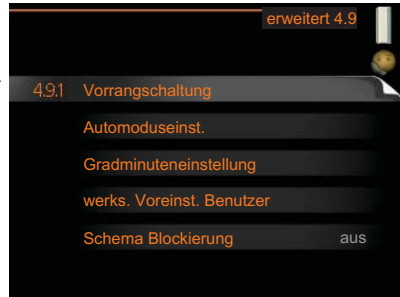 erweitert 4.9
4.9.1 Vorrangschaltung
Automoduseinst.
Gradminuteneinstellung
werks. Voreinst. Benutzer
Schema Blockierung aus